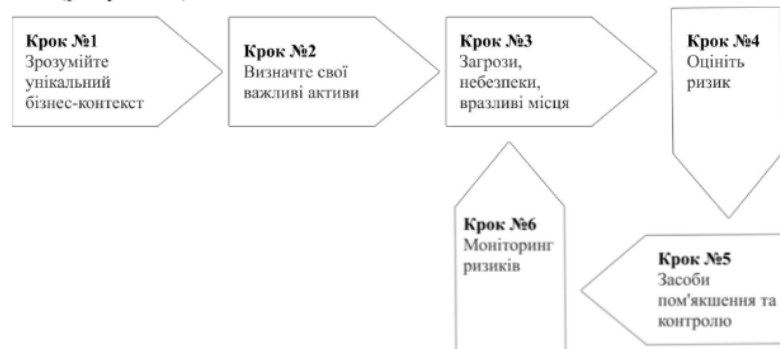 Крок №1
Зрозумійте
унікальний
бізнес-контекст
Крок №2
Визначте свої
важливі активи
Крок №3
Загрози,
небезпеки,
вразливі місця
Крок №4
Оцініть
ризик
Крок №5
Засоби
пом'якшення та
контролю
Крок №6
Моніторинг
ризиків